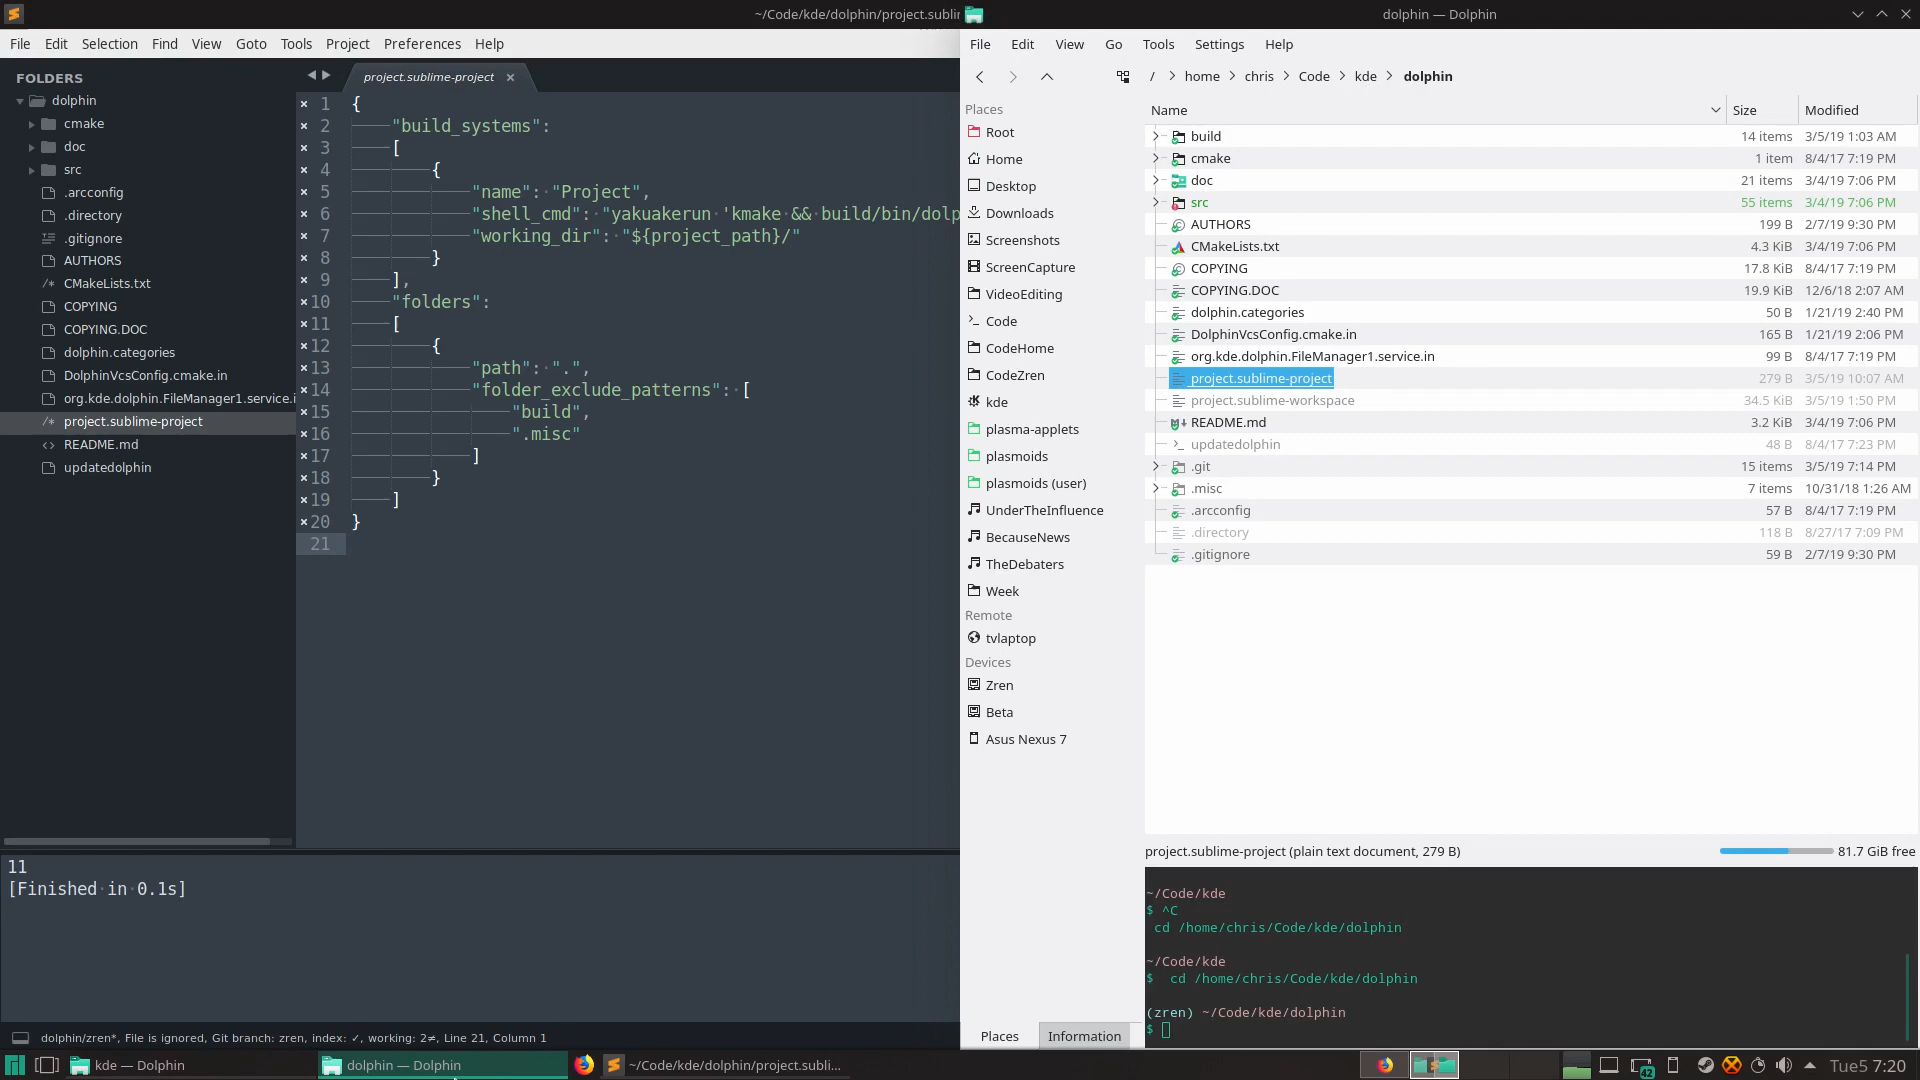 ~/Code/kde/dolphin/project.subli
File Edit Selection Find View Goto Tools Project Preferences Help
FOLDERS
dolphin
cmake
doc
src
.arcconfig
.directory
.gitignore
AUTHORS
CMakeLists.txt
COPYING
COPYING.DOC
dolphin.categories
DolphinVcsConfig.cmake.in
org.kde.dolphin.FileManager1.service.i
project.sublime-project
README.md
updatedolphin
project.sublime-project ×
1 {
2 "build_systems":
3 [
4 {
5 "name": "Project",
6 "shell_cmd": "yakuakerun 'kmake && build/bin/dolp
7 "working_dir": "${project_path}/"
8 }
9 ],
10 "folders":
11 [
12 {
13 "path": ".",
14 "folder_exclude_patterns": [
15 "build",
16 ".misc"
17 ]
18 }
19 ]
20 }
21
11
[Finished in 0.1s]
dolphin/zren*, File is ignored, Git branch: zren, index: ✓, working: 2≠, Line 21, Column 1
dolphin — Dolphin
File Edit View Go Tools Settings Help
/ > home > chris > Code > kde > dolphin
Places
Root
Home
Desktop
Downloads
Screenshots
ScreenCapture
VideoEditing
Code
CodeHome
CodeZren
kde
plasma-applets
plasmoids
plasmoids (user)
UnderTheInfluence
BecauseNews
TheDebaters
Week
Remote
tvlaptop
Devices
Zren
Beta
Asus Nexus 7
Places Information
Name Size Modified
build 14 items 3/5/19 1:03 AM
cmake 1 item 8/4/17 7:19 PM
doc 21 items 3/4/19 7:06 PM
src 55 items 3/4/19 7:06 PM
AUTHORS 199 B 2/7/19 9:30 PM
CMakeLists.txt 4.3 KiB 3/4/19 7:06 PM
COPYING 17.8 KiB 8/4/17 7:19 PM
COPYING.DOC 19.9 KiB 12/6/18 2:07 AM
dolphin.categories 50 B 1/21/19 2:40 PM
DolphinVcsConfig.cmake.in 165 B 1/21/19 2:06 PM
org.kde.dolphin.FileManager1.service.in 99 B 8/4/17 7:19 PM
project.sublime-project 279 B 3/5/19 10:07 AM
project.sublime-workspace 34.5 KiB 3/5/19 1:50 PM
README.md 3.2 KiB 3/4/19 7:06 PM
updatedolphin 48 B 8/4/17 7:23 PM
.git 15 items 3/5/19 7:14 PM
.misc 7 items 10/31/18 1:26 AM
.arcconfig 57 B 8/4/17 7:19 PM
.directory 118 B 8/27/17 7:09 PM
.gitignore 59 B 2/7/19 9:30 PM
project.sublime-project (plain text document, 279 B) 81.7 GiB free
~/Code/kde
$ ^C
cd /home/chris/Code/kde/dolphin
~/Code/kde
$ cd /home/chris/Code/kde/dolphin
(zren) ~/Code/kde/dolphin
$
kde — Dolphin dolphin — Dolphin ~/Code/kde/dolphin/project.subli... 42 Tue5 7:20